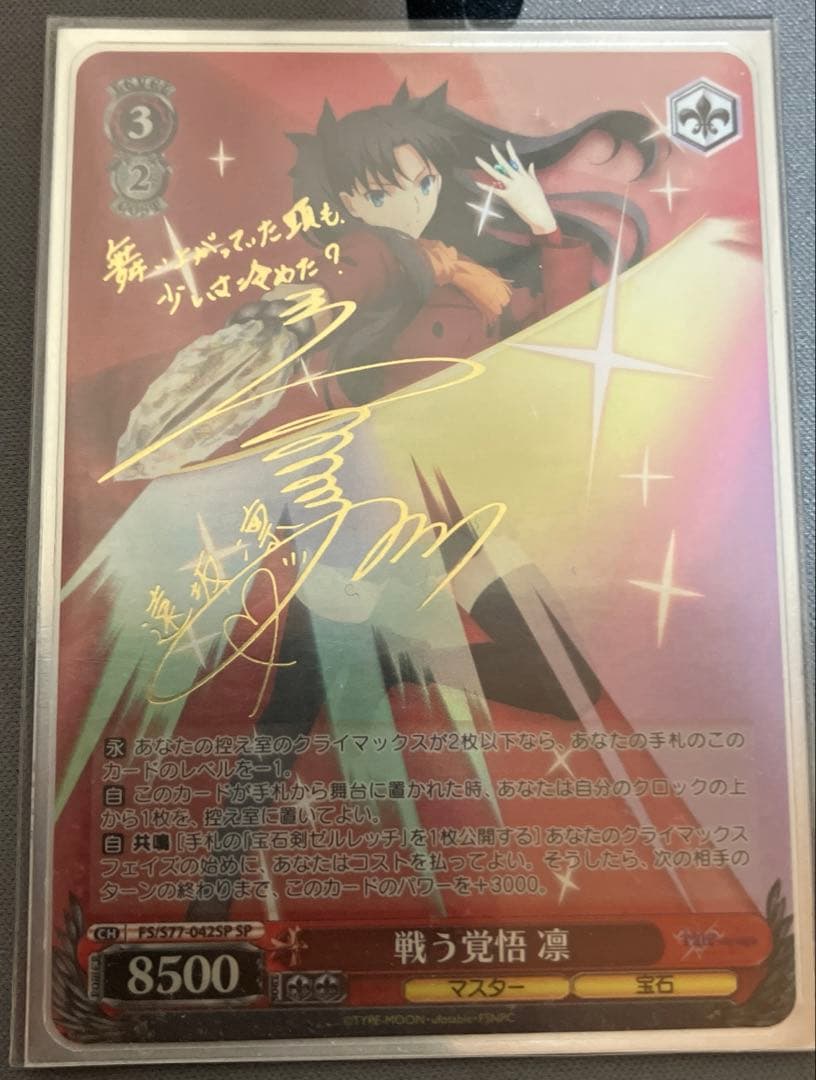 3
2
舞い上がっていた頭も、
少しは冷めた?
遠坂 凛
永 あなたの控え室のクライマックスが2枚以下なら、あなたの手札のこの
カードのレベルを－1。
自 このカードが手札から舞台に置かれた時、あなたは自分のクロックの上
から1枚を、控え室に置いてよい。
自 共鳴［手札の「宝石剣ゼルレッチ」を1枚公開する］あなたのクライマックス
フェイズの始めに、あなたはコストを払ってよい。そうしたら、次の相手の
ターンの終わりまで、このカードのパワーを＋3000。
CH FS/S77-042SP SP
戦う覚悟 凛
POWER 8500 SOUL
マスター 宝石
©TYPE-MOON・ufotable・FSNPC